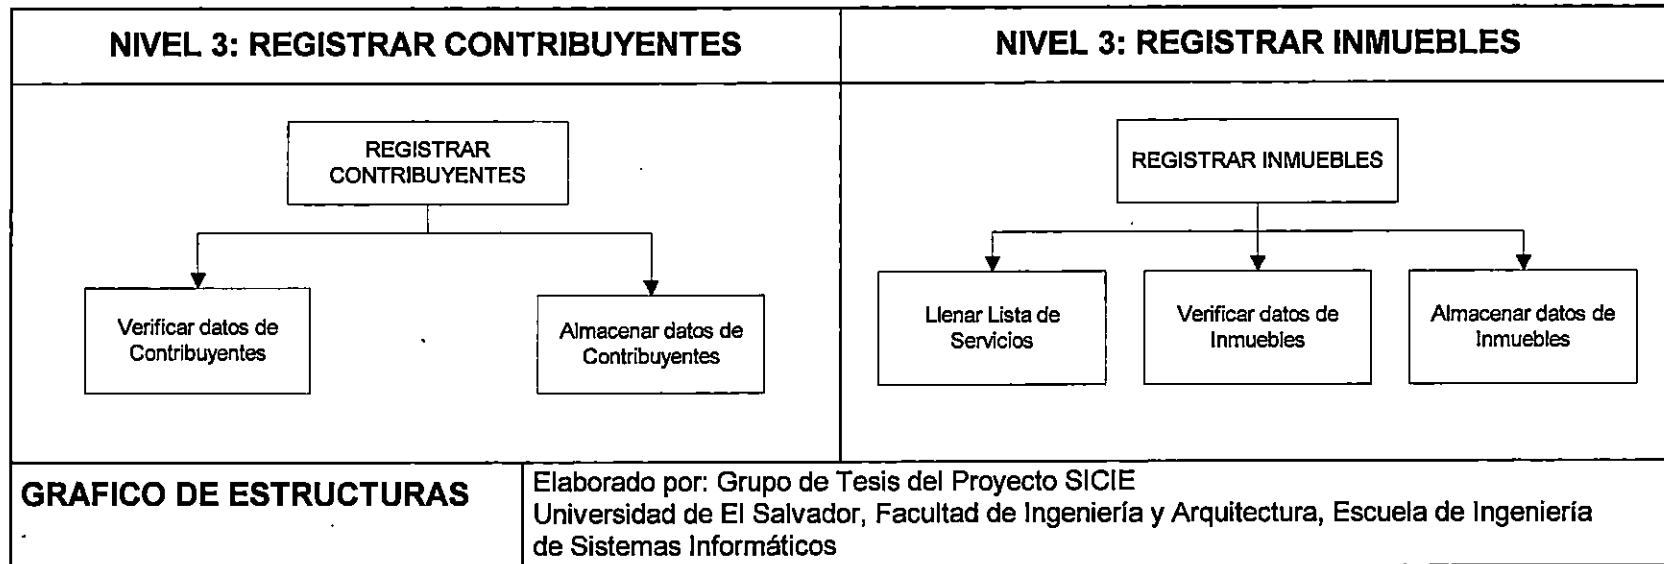 NIVEL 3: REGISTRAR CONTRIBUYENTES
REGISTRAR
CONTRIBUYENTES
Verificar datos de
Contribuyentes
Almacenar datos de
Contribuyentes
NIVEL 3: REGISTRAR INMUEBLES
REGISTRAR INMUEBLES
Llenar Lista de
Servicios
Verificar datos de
Inmuebles
Almacenar datos de
Inmuebles
GRAFICO DE ESTRUCTURAS
Elaborado por: Grupo de Tesis del Proyecto SICIE
Universidad de El Salvador, Facultad de Ingeniería y Arquitectura, Escuela de Ingeniería
de Sistemas Informáticos